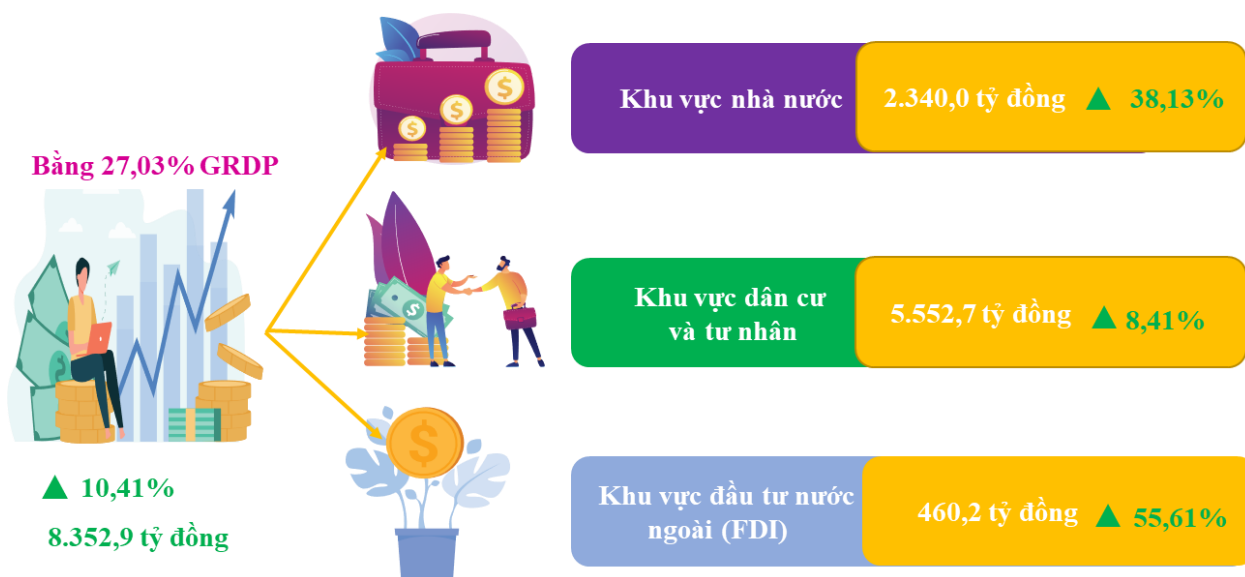 Bằng 27,03% GRDP
▲ 10,41%
8.352,9 tỷ đồng
Khu vực nhà nước
2.340,0 tỷ đồng ▲ 38,13%
Khu vực dân cư
và tư nhân
5.552,7 tỷ đồng ▲ 8,41%
Khu vực đầu tư nước
ngoài (FDI)
460,2 tỷ đồng ▲ 55,61%